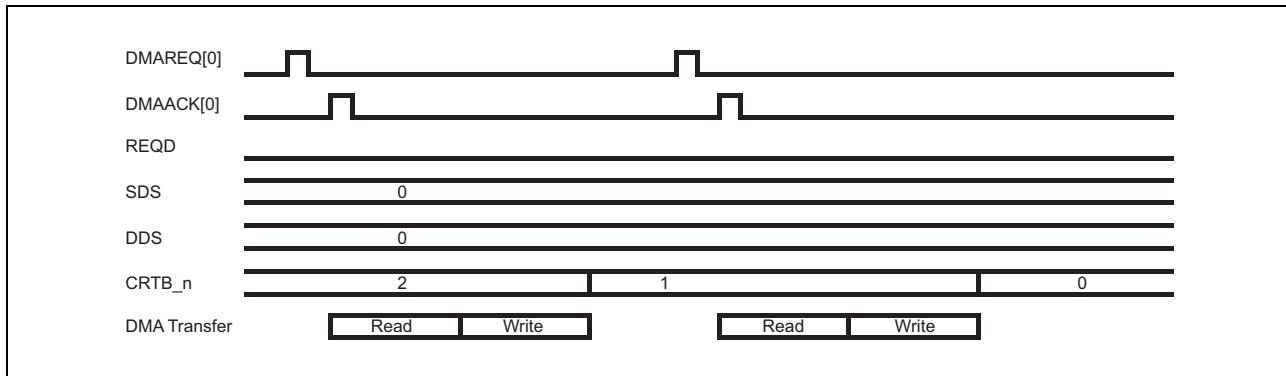 DMAREQ[0]
DMAACK[0]
REQD
SDS 0
DDS 0
CRTB_n 2 1 0
DMA Transfer Read Write Read Write